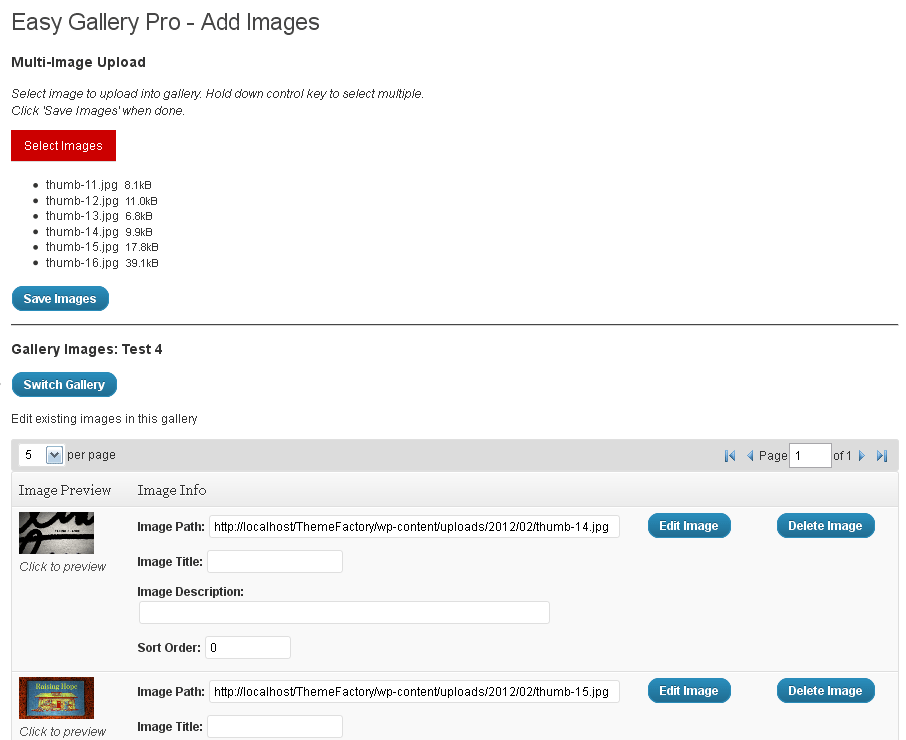 Easy Gallery Pro - Add Images
Multi-Image Upload
Select image to upload into gallery. Hold down control key to select multiple.
Click 'Save Images' when done.
Select Images
thumb-11.jpg 8.1kB
thumb-12.jpg 11.0kB
thumb-13.jpg 6.8kB
thumb-14.jpg 9.9kB
thumb-15.jpg 17.8kB
thumb-16.jpg 39.1kB
Save Images
Gallery Images: Test 4
Switch Gallery
Edit existing images in this gallery
5 per page Page 1 of 1
Image Preview Image Info
Image Path: http://localhost/ThemeFactory/wp-content/uploads/2012/02/thumb-14.jpg Edit Image Delete Image
Click to preview
Image Title:
Image Description:
Sort Order: 0
Raising Hope
Image Path: http://localhost/ThemeFactory/wp-content/uploads/2012/02/thumb-15.jpg Edit Image Delete Image
Click to preview
Image Title: